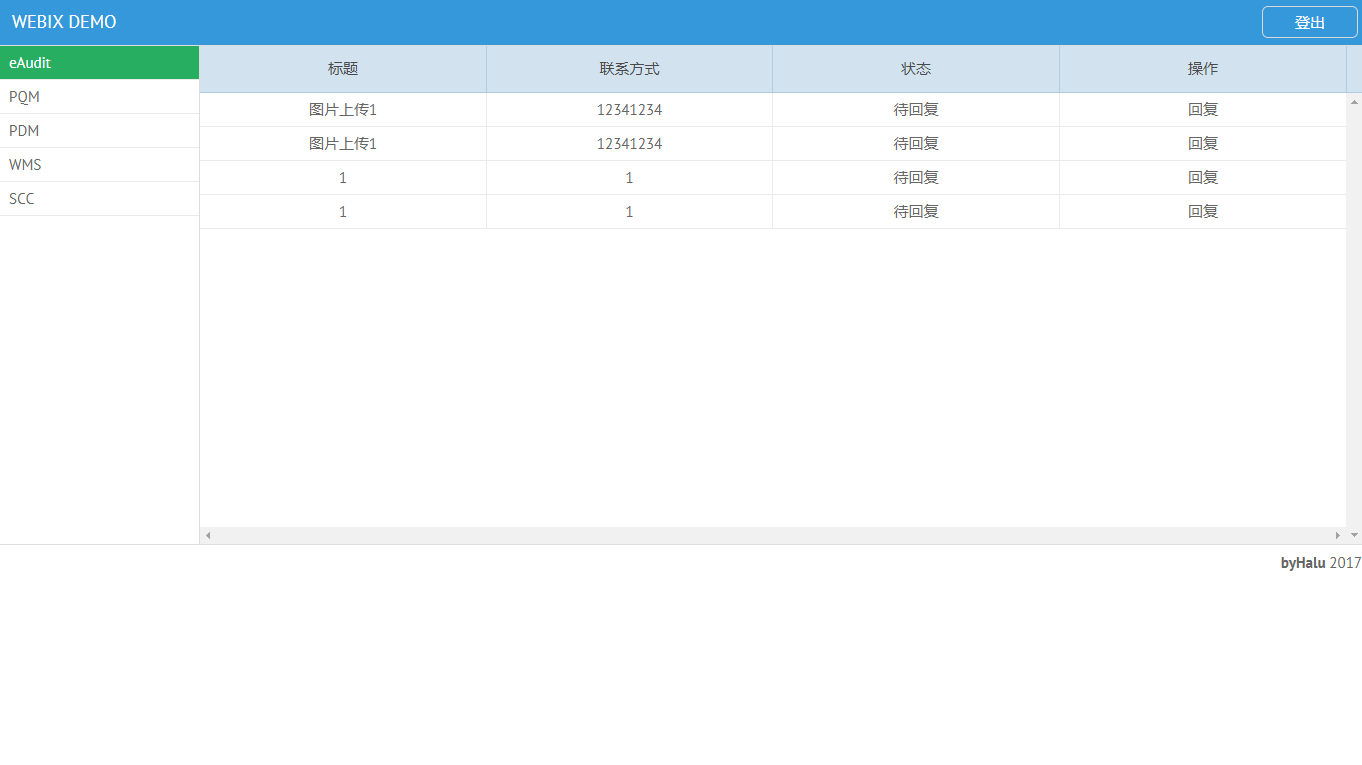 WEBIX DEMO 登出
eAudit
PQM
PDM
WMS
SCC
标题 联系方式 状态 操作
图片上传1 12341234 待回复 回复
图片上传1 12341234 待回复 回复
1 1 待回复 回复
1 1 待回复 回复
byHalu 2017